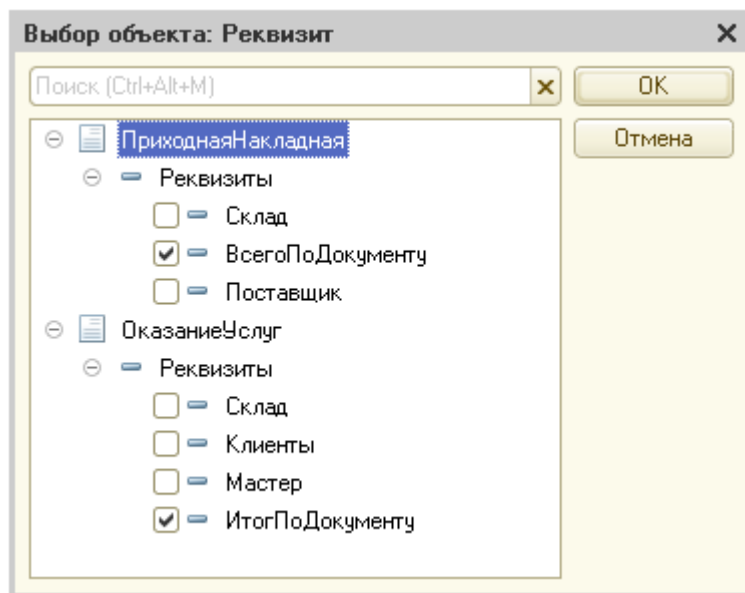 Выбор объекта: Реквизит
Поиск (Ctrl+Alt+M)
OK
ПриходнаяНакладная
Отмена
Реквизиты
Склад
ВсегоПоДокументу
Поставщик
ОказаниеУслуг
Реквизиты
Склад
Клиенты
Мастер
ИтогПоДокументу